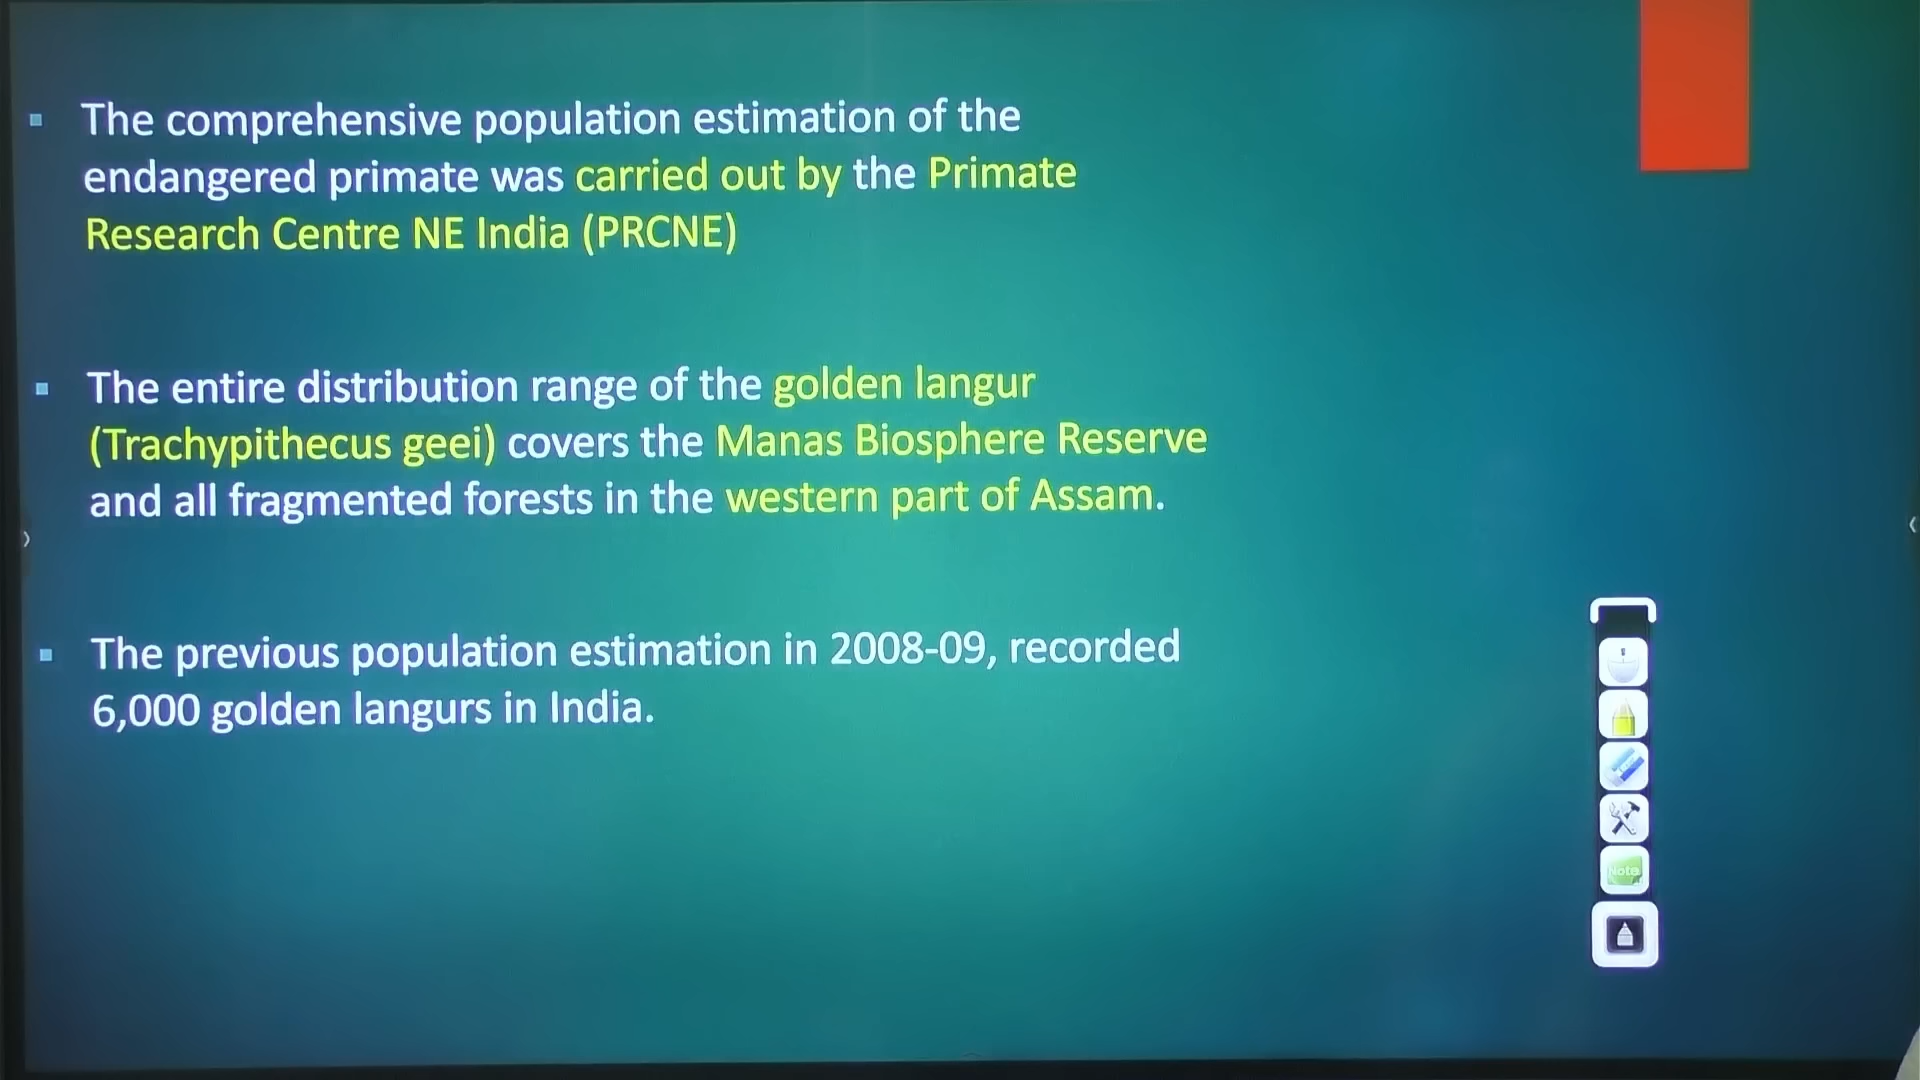 The comprehensive population estimation of the
endangered primate was carried out by the Primate
Research Centre NE India (PRCNE)
The entire distribution range of the golden langur
(Trachypithecus geei) covers the Manas Biosphere Reserve
and all fragmented forests in the western part of Assam.
The previous population estimation in 2008-09, recorded
6,000 golden langurs in India.
Note